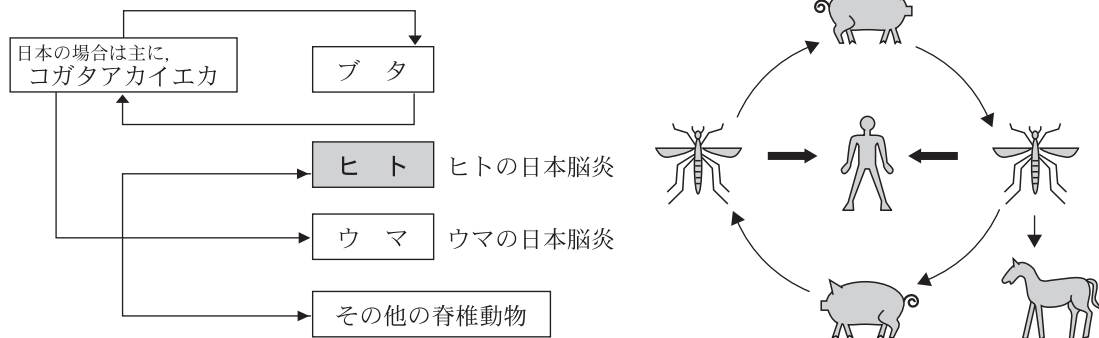 日本の場合は主に,
コガタアカイエカ
ブ タ
ヒ ト
ヒトの日本脳炎
ウ マ
ウマの日本脳炎
その他の脊椎動物